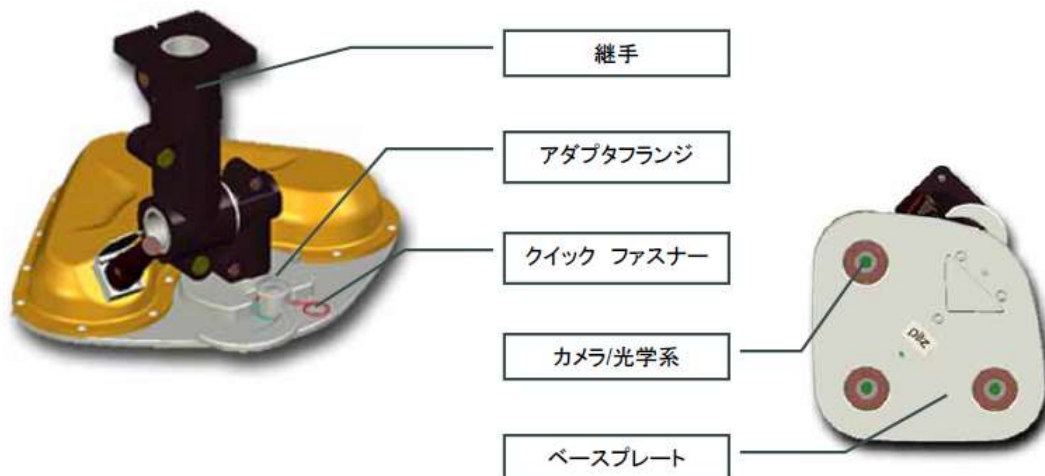 継手
アダプタフランジ
クイック ファスナー
カメラ/光学系
ベースプレート